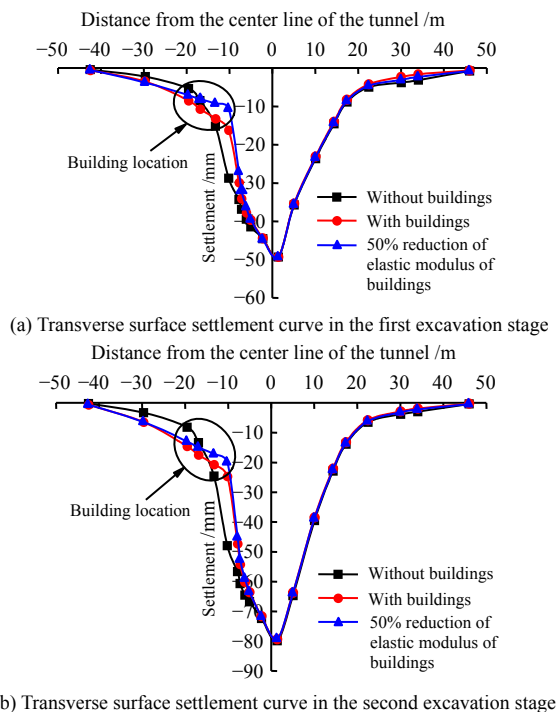 Distance from the center line of the tunnel /m
−50 −40 −30 −20 −10 0 10 20 30 40 50
−10
−20
−30
−40
−50
−60
Settlement /mm
Building location
Without buildings
With buildings
50% reduction of
elastic modulus of
buildings
(a) Transverse surface settlement curve in the first excavation stage
Distance from the center line of the tunnel /m
−50 −40 −30 −20 −10 0 10 20 30 40 50
−10
−20
−30
−40
−50
−60
−70
−80
−90
Settlement /mm
Building location
Without buildings
With buildings
50% reduction of
elastic modulus of
buildings
b) Transverse surface settlement curve in the second excavation stage